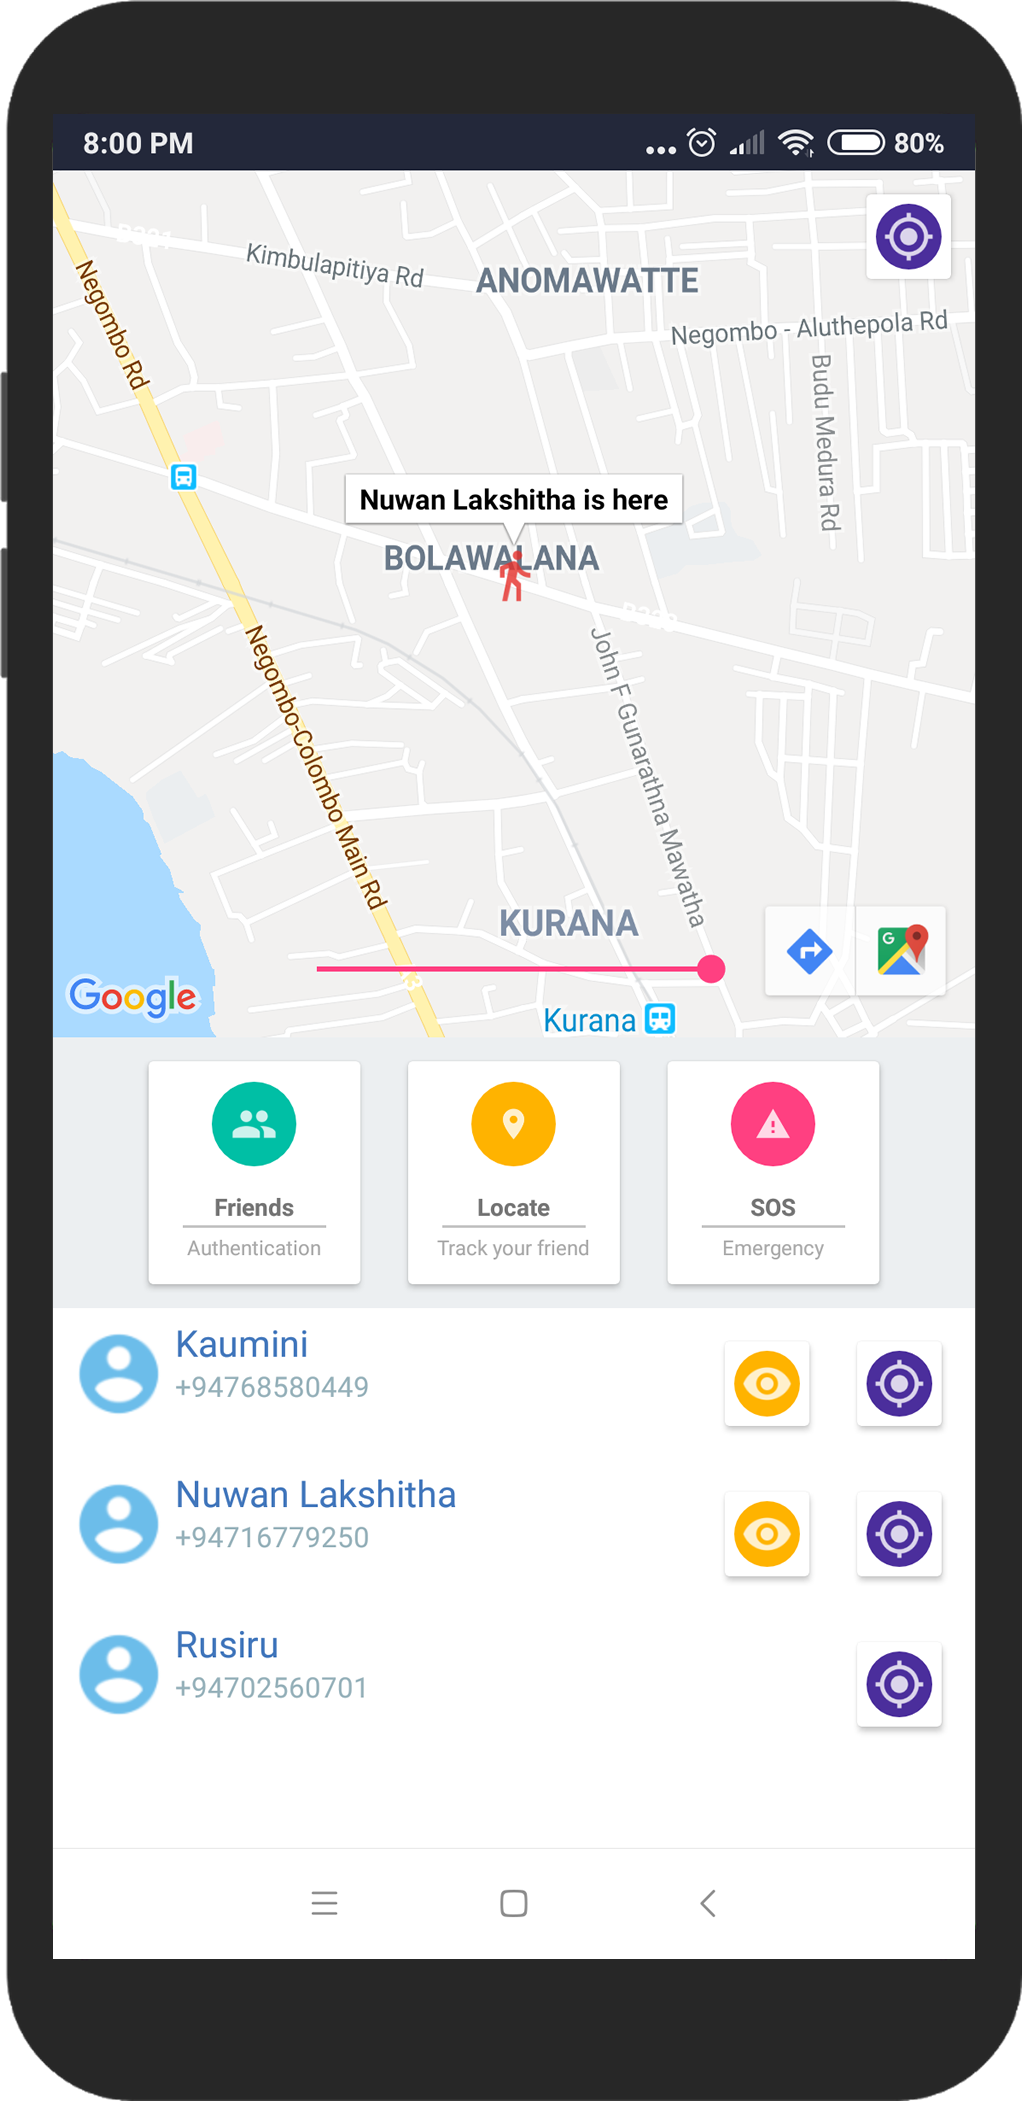 8:00 PM
80%
B321
Kimbulapitiya Rd
ANOMAWATTE
Negombo Rd
Negombo - Aluthepola Rd
Budu Medura Rd
Nuwan Lakshitha is here
BOLAWALANA
John F Gunarathna Mawatha
Negombo-Colombo Main Rd
KURANA
Google
Kurana
Friends
Authentication
Locate
Track your friend
SOS
Emergency
Kaumini
+94768580449
Nuwan Lakshitha
+94716779250
Rusiru
+94702560701